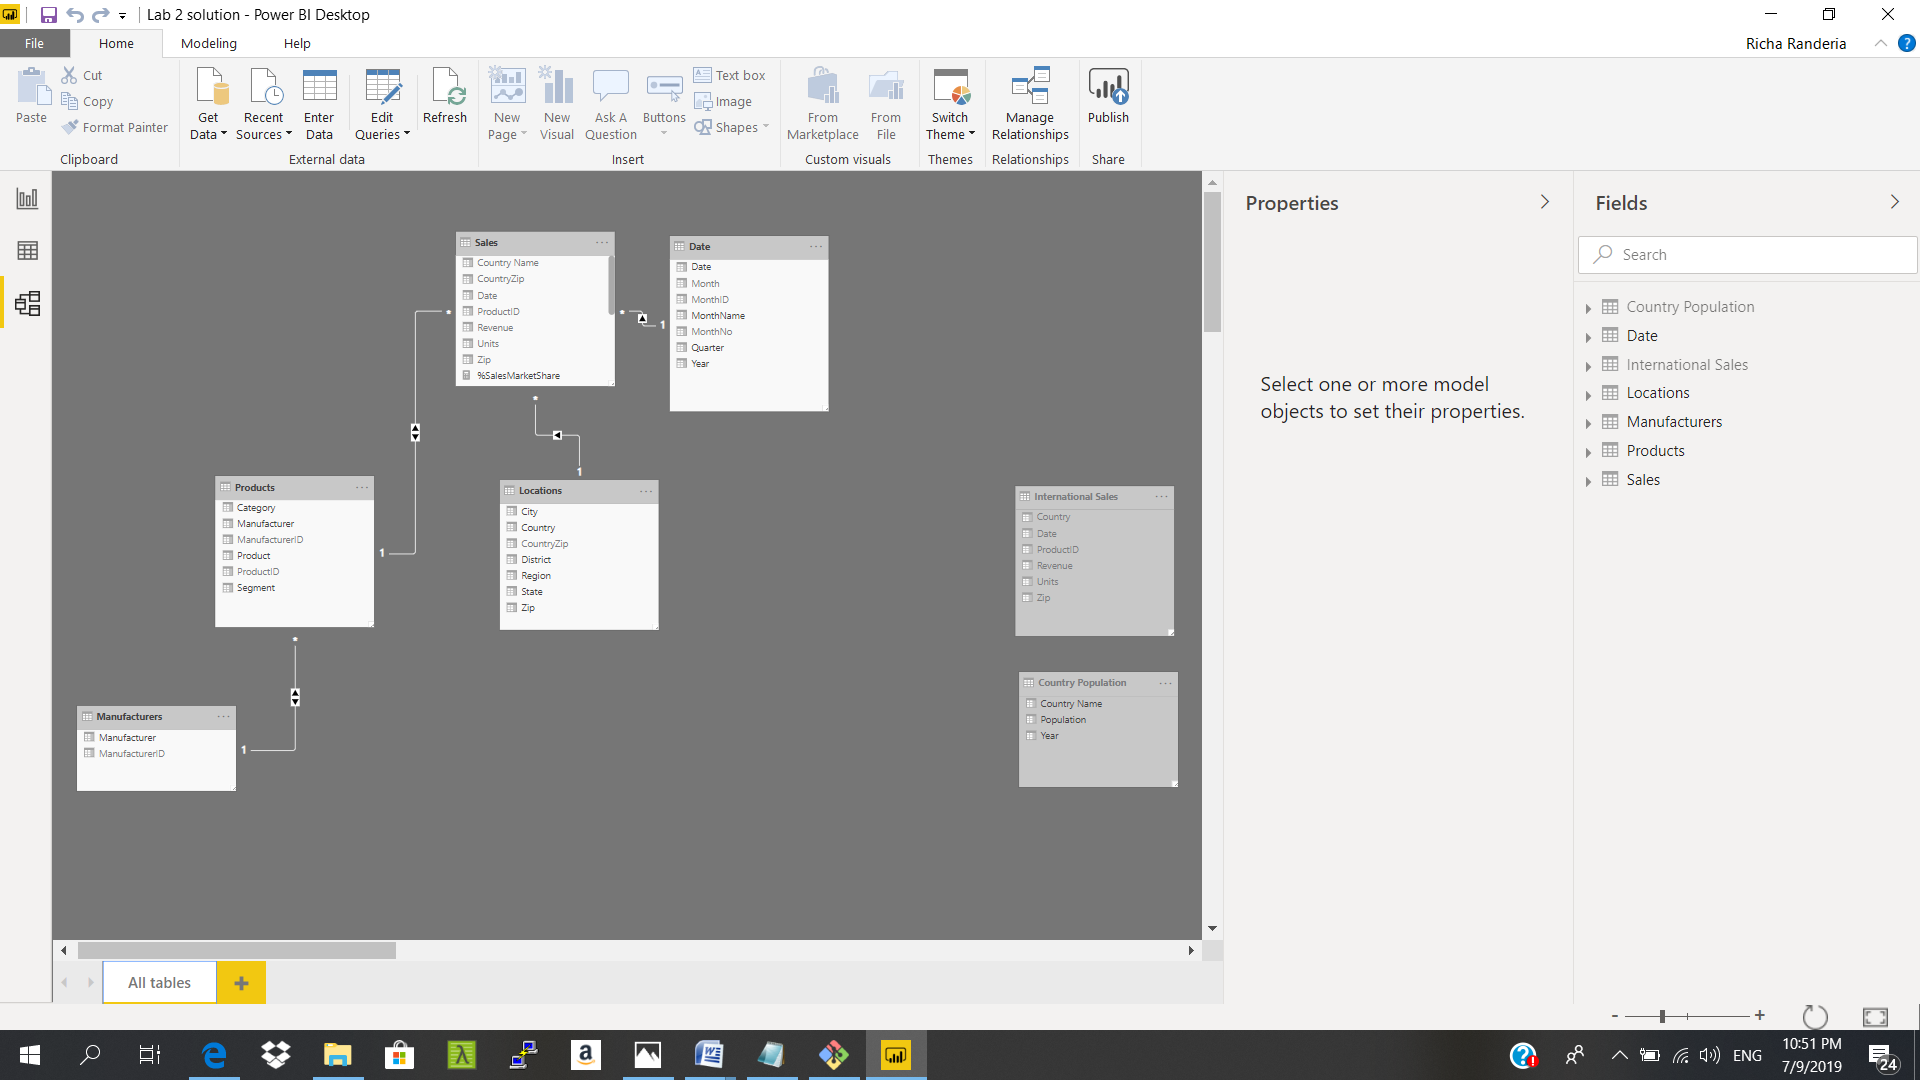 Lab 2 solution - Power BI Desktop
File
Home
Modeling
Help
Richa Randeria
?
Paste
Cut
Copy
Format Painter
Clipboard
Get Data
Recent Sources
Enter Data
Edit Queries
Refresh
External data
New Page
New Visual
Ask A Question
Buttons
Text box
Image
Shapes
Insert
From Marketplace
From File
Custom visuals
Switch Theme
Themes
Manage Relationships
Relationships
Publish
Share
Sales
Country Name
CountryZip
Date
ProductID
Revenue
Units
Zip
%SalesMarketShare
*
*
1
*
1
Date
Date
Month
MonthID
MonthName
MonthNo
Quarter
Year
Products
Category
Manufacturer
ManufacturerID
Product
ProductID
Segment
1
*
Locations
City
Country
CountryZip
District
Region
State
Zip
Manufacturers
Manufacturer
ManufacturerID
1
International Sales
Country
Date
ProductID
Revenue
Units
Zip
Country Population
Country Name
Population
Year
Properties
Select one or more model
objects to set their properties.
Fields
Search
Country Population
Date
International Sales
Locations
Manufacturers
Products
Sales
All tables
+
- +
ENG
10:51 PM
7/9/2019
24